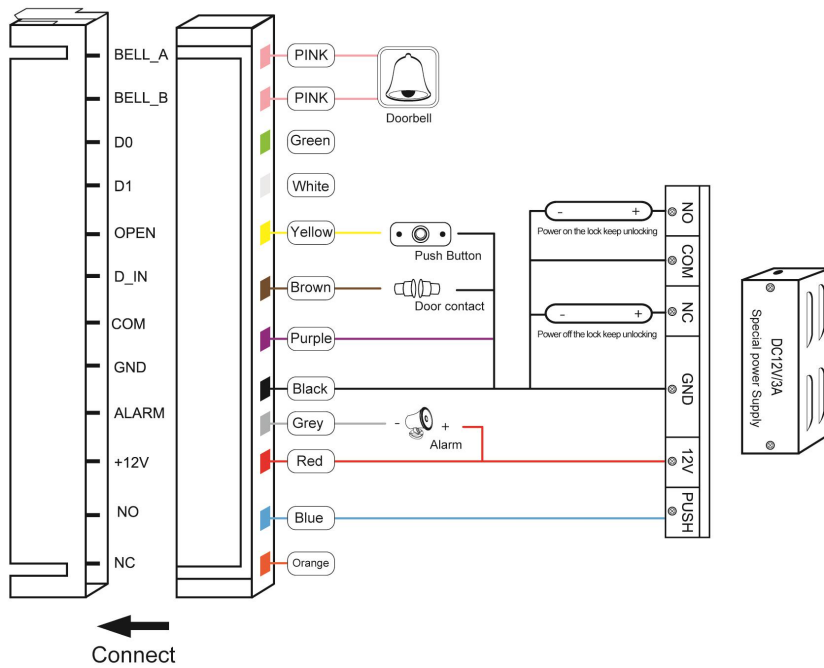 BELL_A
BELL_B
D0
D1
OPEN
D_IN
COM
GND
ALARM
+12V
NO
NC
PINK
PINK
Green
White
Yellow
Brown
Purple
Black
Grey
Red
Blue
Orange
Doorbell
Push Button
Door contact
- +
Alarm
- +
Power on the lock keep unlocking
- +
Power off the lock keep unlocking
NO
COM
NC
GND
12V
PUSH
DC12V/3A
Special power Supply
Connect